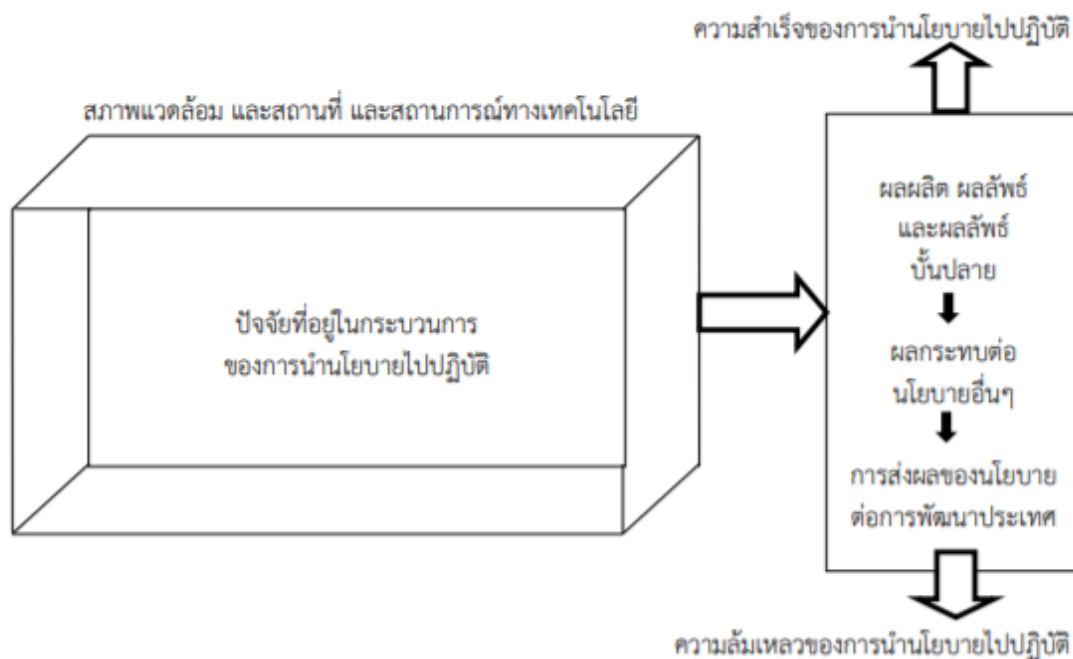 ความสำเร็จของการนำนโยบายไปปฏิบัติ
สภาพแวดล้อม และสถานที่ และสถานการณ์ทางเทคโนโลยี
ปัจจัยที่อยู่ในกระบวนการ
ของการนำนโยบายไปปฏิบัติ
ผลผลิต ผลลัพธ์
และผลลัพธ์
บั้นปลาย
ผลกระทบต่อ
นโยบายอื่นๆ
การส่งผลของนโยบาย
ต่อการพัฒนาประเทศ
ความล้มเหลวของการนำนโยบายไปปฏิบัติ